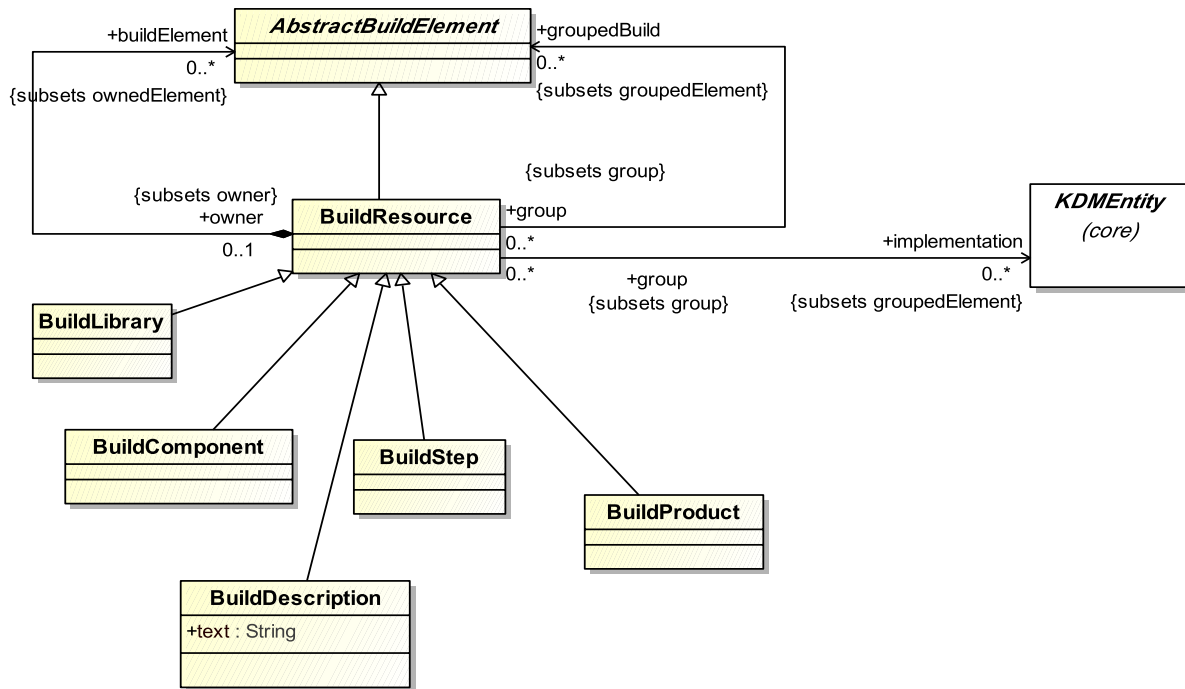 AbstractBuildElement
+buildElement
0..*
{subsets ownedElement}
+groupedBuild
0..*
{subsets groupedElement}
{subsets group}
{subsets owner}
+owner
0..1
BuildResource
+group
0..*
0..*
+group
{subsets group}
+implementation
0..*
{subsets groupedElement}
KDMEntity
(core)
BuildLibrary
BuildComponent
BuildStep
BuildProduct
BuildDescription
+text : String